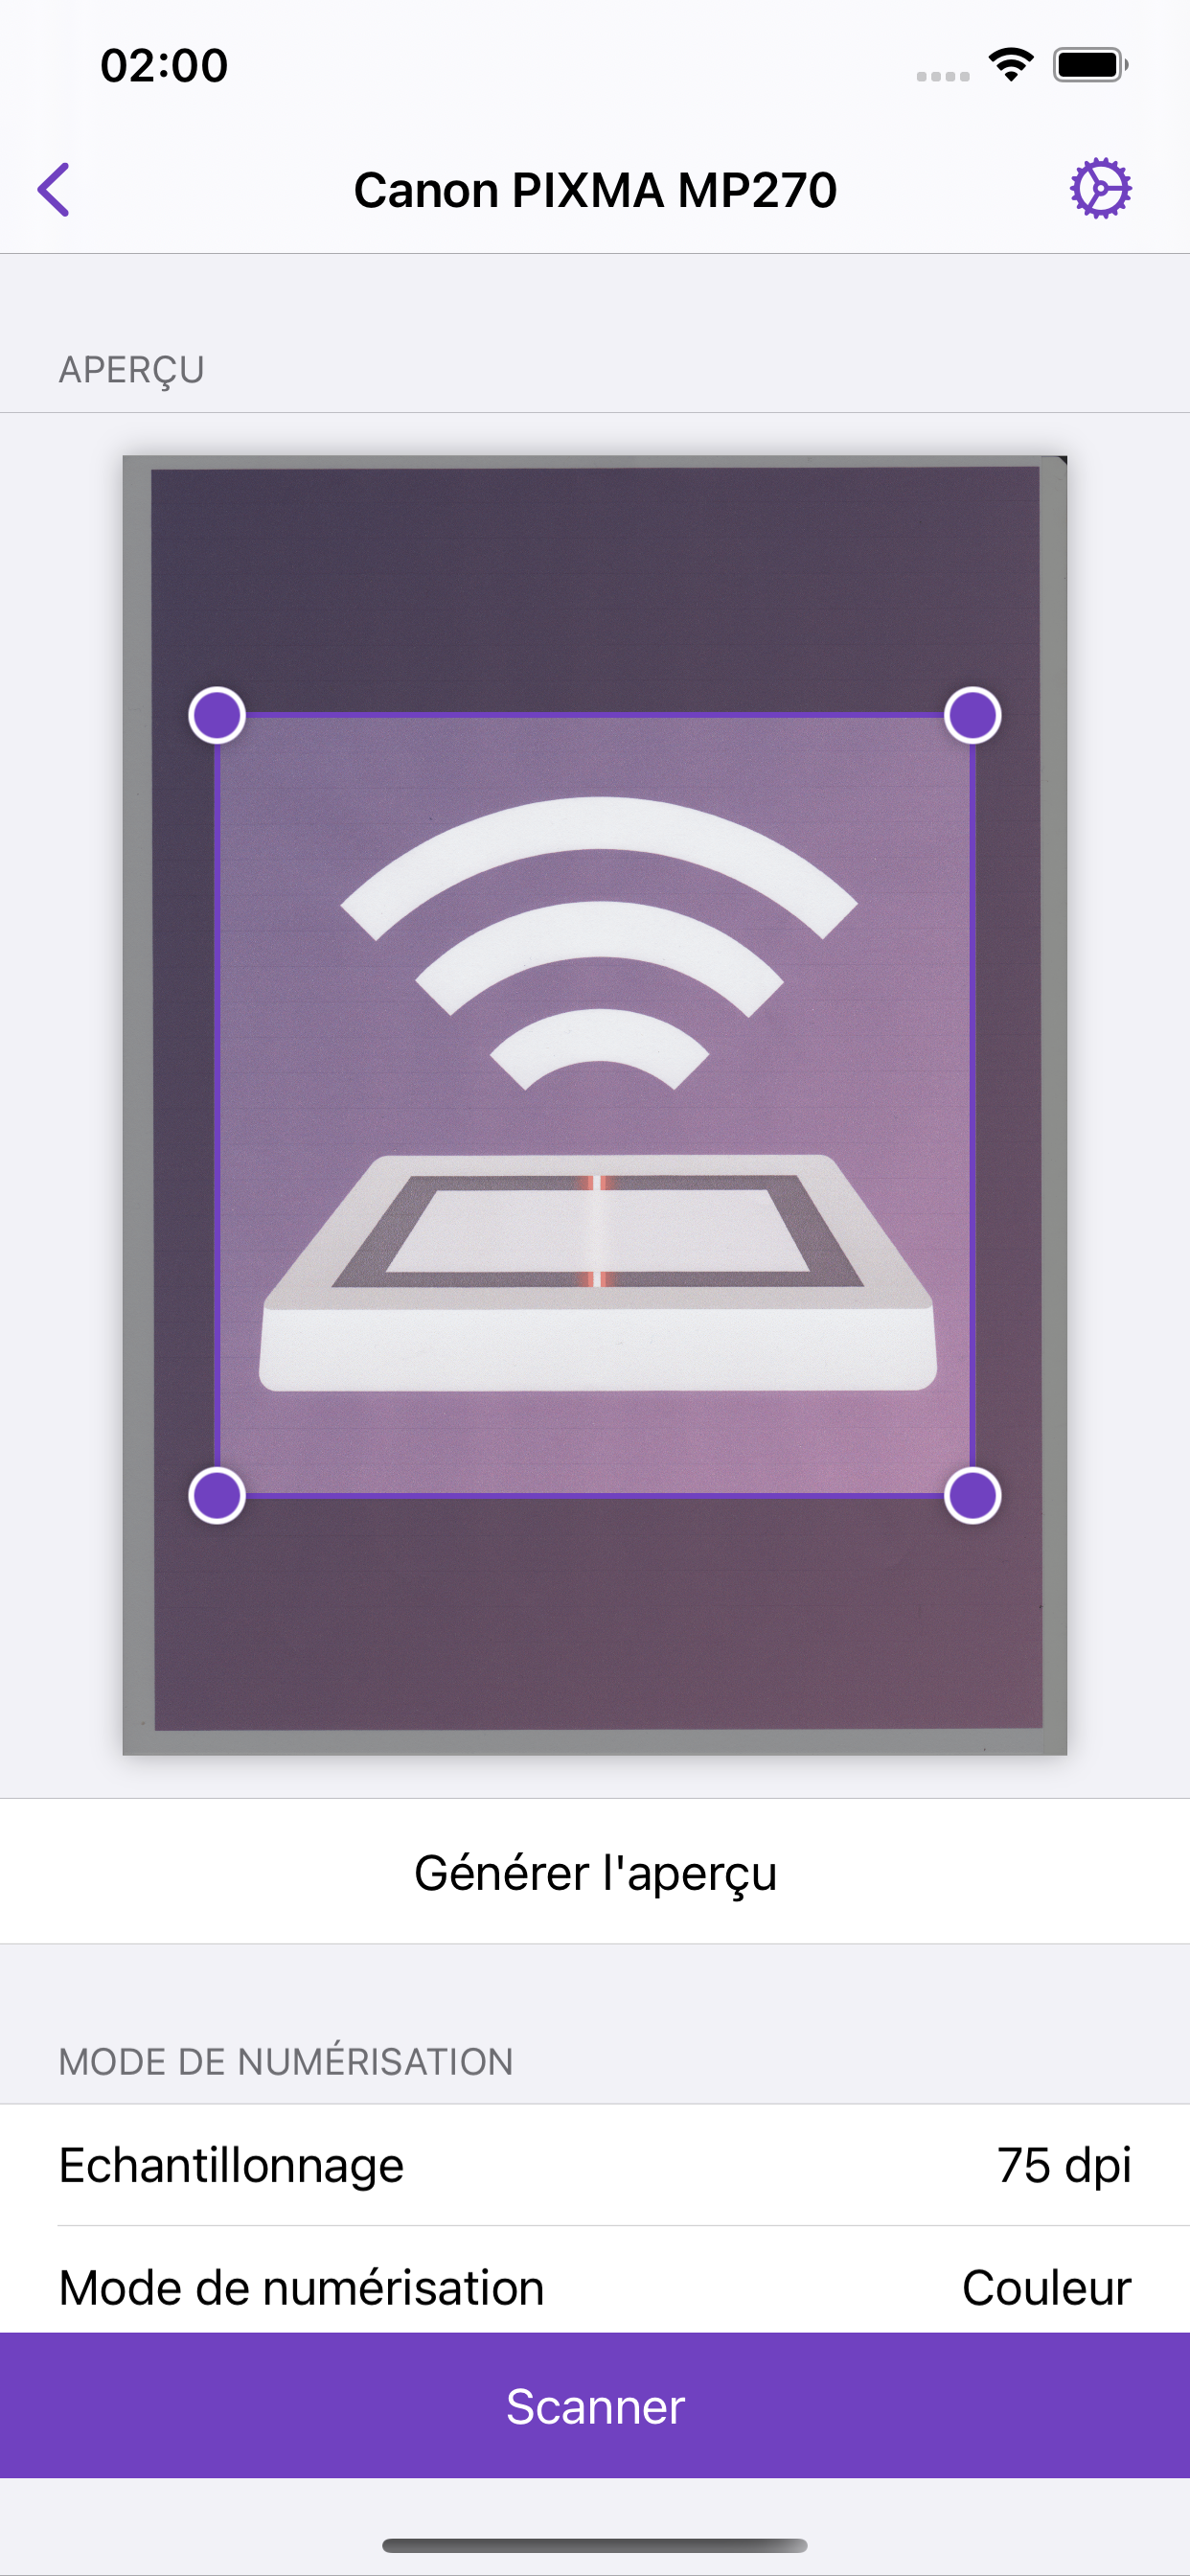 02:00
Canon PIXMA MP270
APERÇU
Générer l'aperçu
MODE DE NUMÉRISATION
Echantillonnage 75 dpi
Mode de numérisation Couleur
Scanner